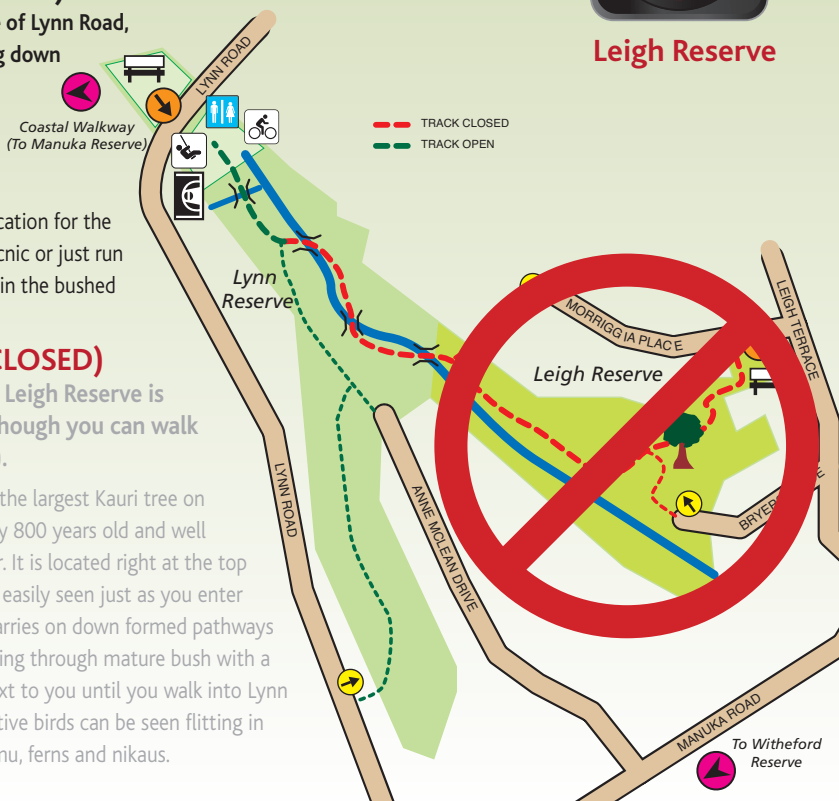 e of Lynn Road,
g down
Leigh Reserve
LYNN ROAD
Coastal Walkway
(To Manuka Reserve)
TRACK CLOSED
TRACK OPEN
cation for the
cnic or just run
in the bushed
Lynn
Reserve
MORRIGGIA PLACE
LEIGH TERRACE
Leigh Reserve
CLOSED)
Leigh Reserve is
hough you can walk
the largest Kauri tree on
y 800 years old and well
r. It is located right at the top
easily seen just as you enter
arries on down formed pathways
ing through mature bush with a
xt to you until you walk into Lynn
tive birds can be seen flitting in
nu, ferns and nikaus.
LYNN ROAD
ANNE MCLEAN DRIVE
BRYERS
MANUKA ROAD
To Witheford
Reserve